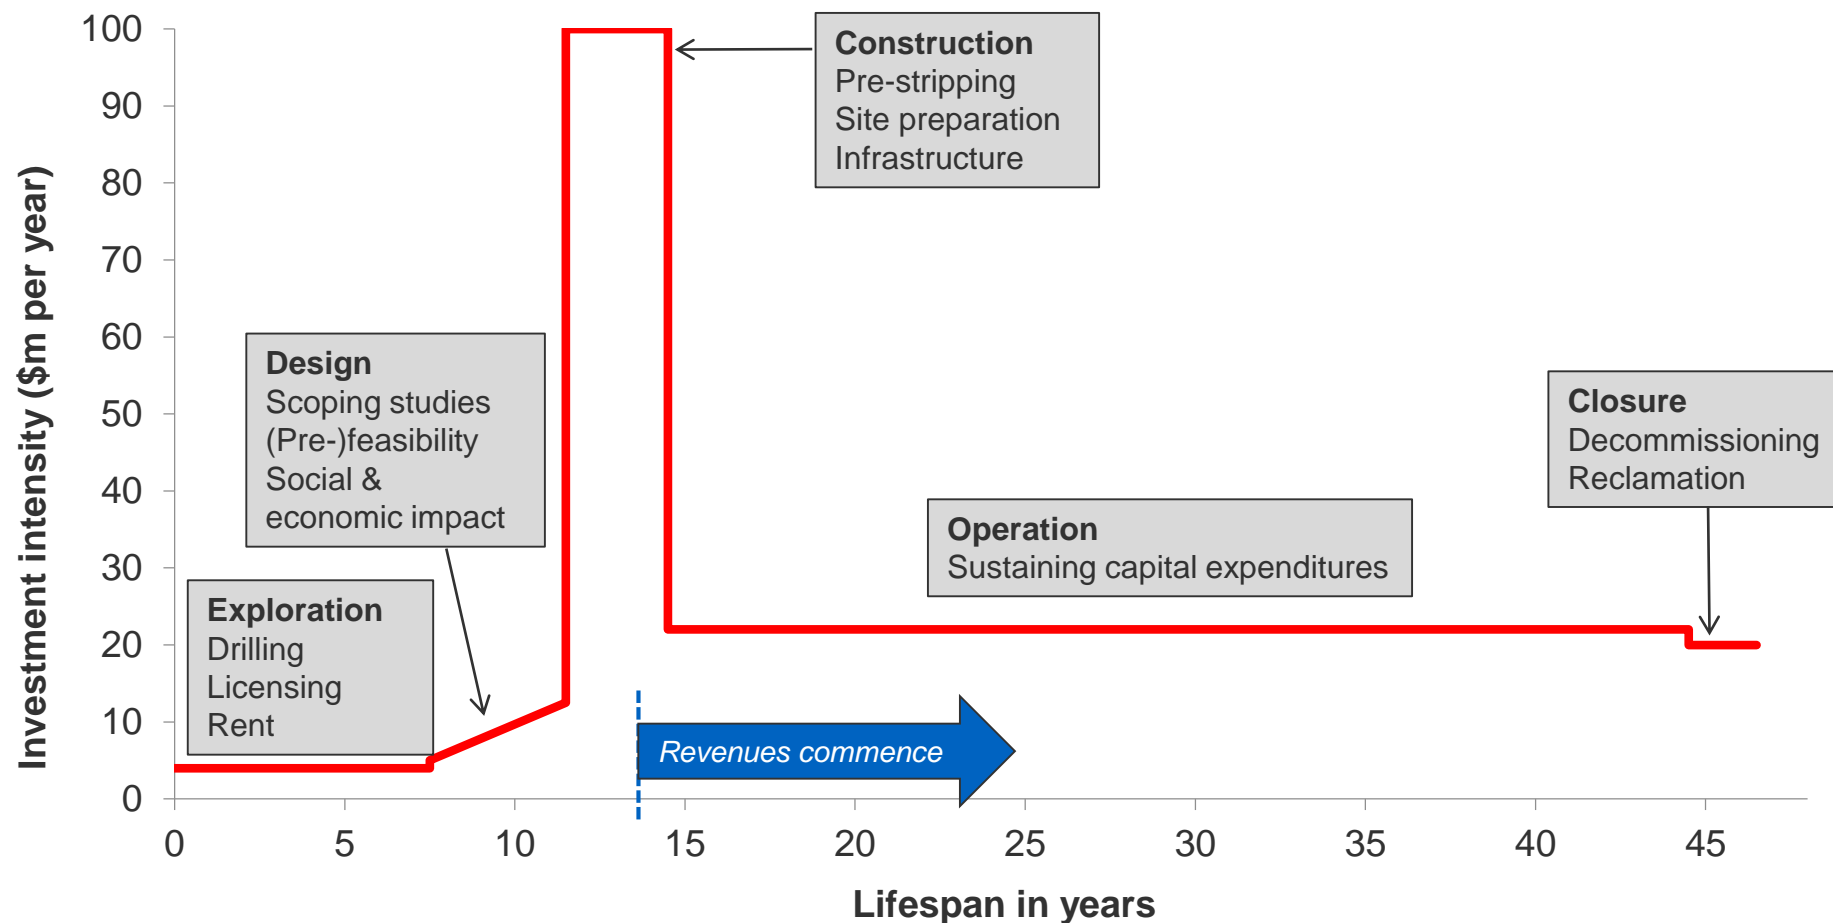 Investment intensity ($m per year)
100
90
80
70
60
50
40
30
20
10
0
Construction
Pre-stripping
Site preparation
Infrastructure
Design
Scoping studies
(Pre-)feasibility
Social &
economic impact
Closure
Decommissioning
Reclamation
Operation
Sustaining capital expenditures
Exploration
Drilling
Licensing
Rent
Revenues commence
0 5 10 15 20 25 30 35 40 45
Lifespan in years